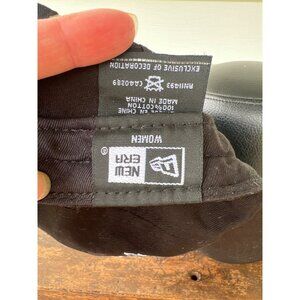 EXCLUSIVE OF DECORATION
RN11493 CA40289
100% COTTON
MADE IN CHINA
EN CHINE
WOMEN
NEW
ERA
®